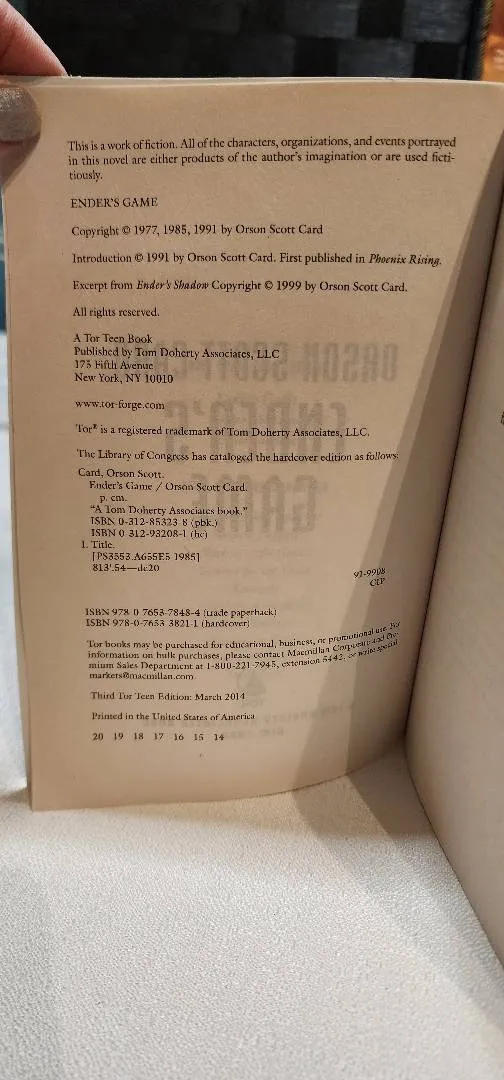 This is a work of fiction. All of the characters, organizations, and events portrayed
in this novel are either products of the author's imagination or are used ficti-
tiously.
ENDER'S GAME
Copyright © 1977, 1985, 1991 by Orson Scott Card
Introduction © 1991 by Orson Scott Card. First published in Phoenix Rising.
Excerpt from Ender's Shadow Copyright © 1999 by Orson Scott Card.
All rights reserved.
A Tor Teen Book
Published by Tom Doherty Associates, LLC
175 Fifth Avenue
New York, NY 10010
www.tor-forge.com
Tor® is a registered trademark of Tom Doherty Associates, LLC.
The Library of Congress has cataloged the hardcover edition as follows:
Card, Orson Scott.
Ender's Game / Orson Scott Card.
p. cm.
"A Tom Doherty Associates book."
ISBN 0-312-85323-8 (pbk.)
ISBN 0-312-93208-1 (hc)
I. Title.
[PS3553.A655E5 1985]
813'.54—dc20
91-9908
CIP
ISBN 978-0-7653-7848-4 (trade paperback)
ISBN 978-0-7653-3821-1 (hardcover)
Tor books may be purchased for educational, business, or promotional use. For
information on bulk purchases, please contact Macmillan Corporate and Pre-
mium Sales Department at 1-800-221-7945, extension 5442, or write special
markets@macmillan.com.
Third Tor Teen Edition: March 2014
Printed in the United States of America
20 19 18 17 16 15 14